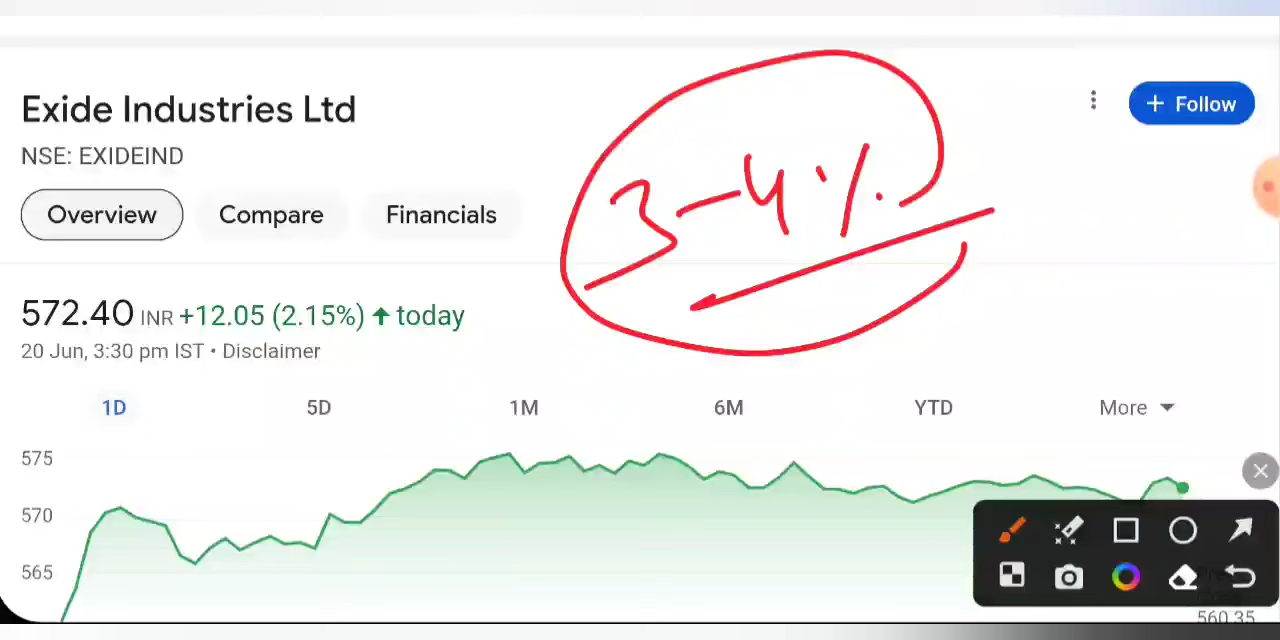 Exide Industries Ltd
3-4%
+ Follow
NSE: EXIDEIND
Overview
Compare
Financials
572.40 INR +12.05 (2.15%) ↑ today
20 Jun, 3:30 pm IST • Disclaimer
1D
5D
1M
6M
YTD
More
575
570
565
560.35